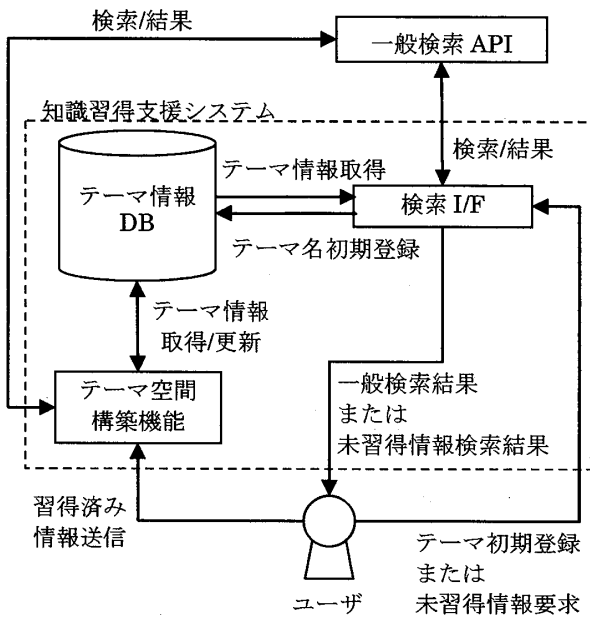 検索/結果
一般検索 API
知識習得支援システム
検索/結果
テーマ情報
DB
テーマ情報取得
検索 I/F
テーマ名初期登録
テーマ情報
取得/更新
テーマ空間
構築機能
一般検索結果
または
未習得情報検索結果
習得済み
情報送信
テーマ初期登録
または
未習得情報要求
ユーザ